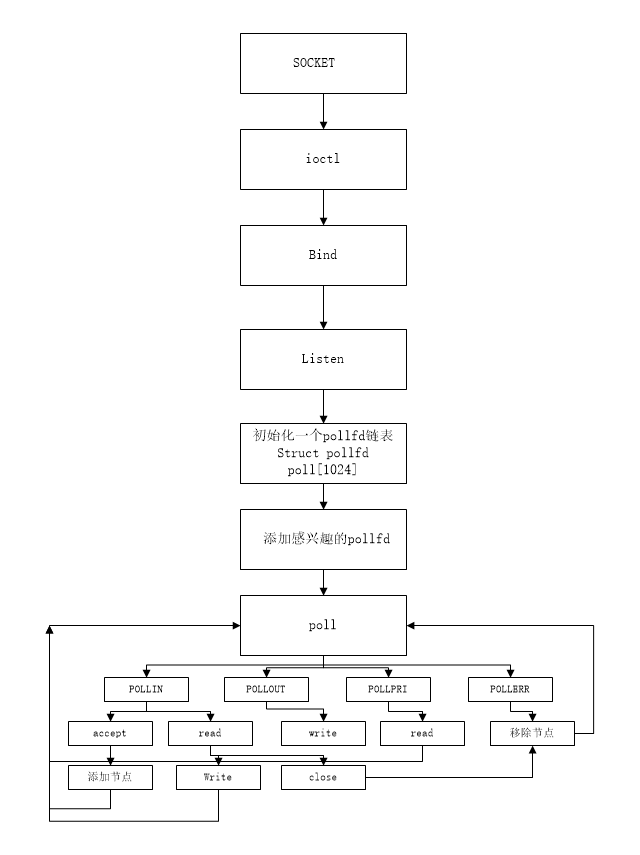 SOCKET
ioctl
Bind
Listen
初始化一个pollfd链表
Struct pollfd
poll[1024]
添加感兴趣的pollfd
poll
POLLIN
POLLOUT
POLLPRI
POLLERR
accept
read
write
read
移除节点
添加节点
Write
close